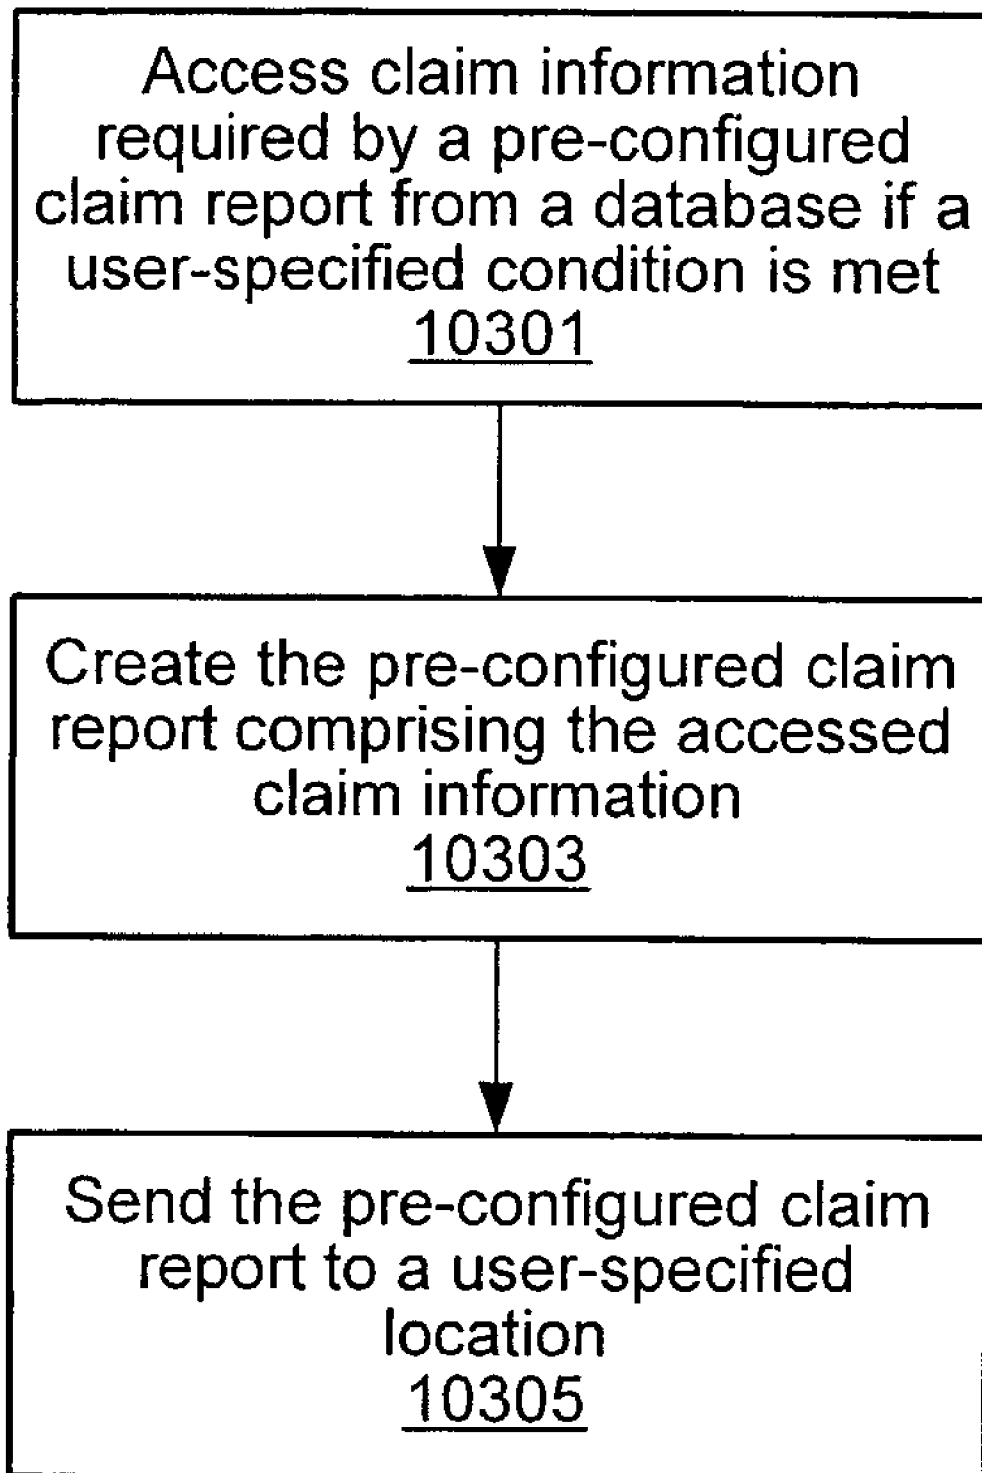 Access claim information
required by a pre-configured
claim report from a database if a
user-specified condition is met
10301
Create the pre-configured claim
report comprising the accessed
claim information
10303
Send the pre-configured claim
report to a user-specified
location
10305